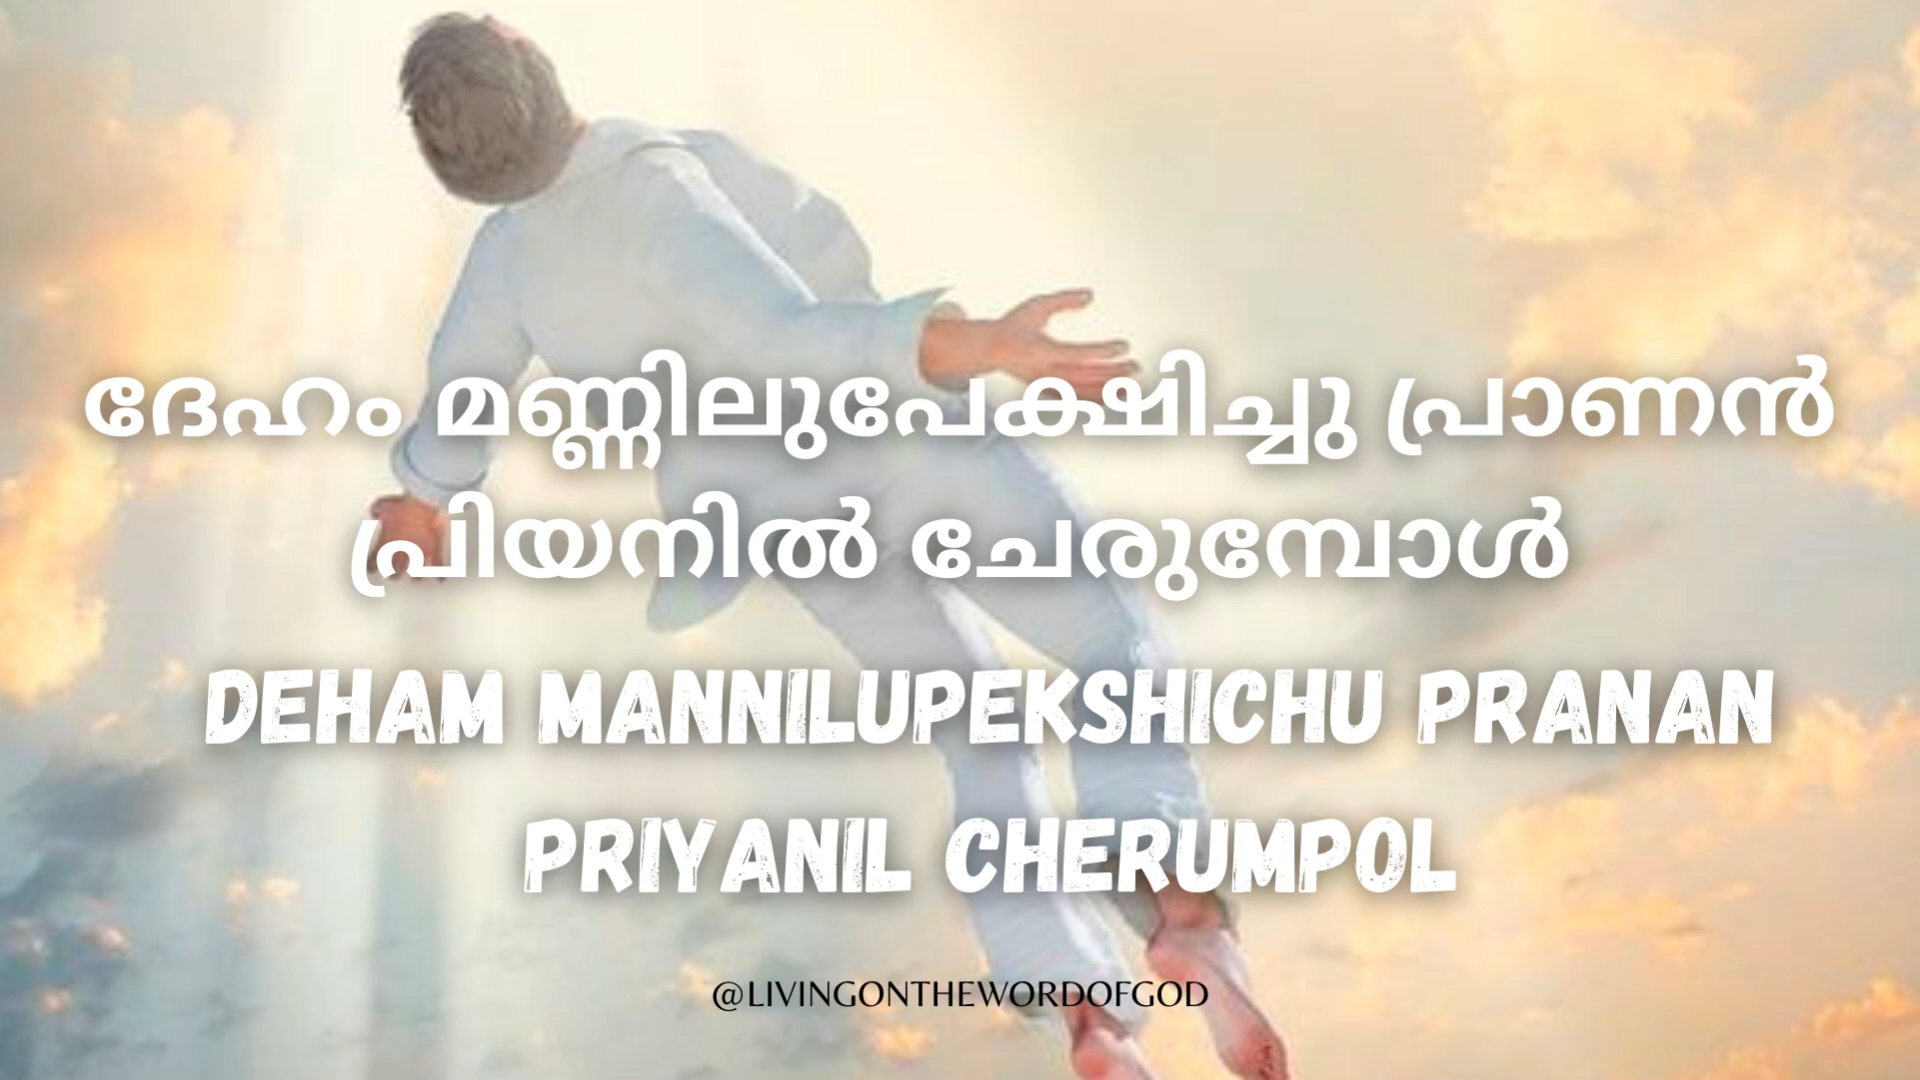 ദേഹം മണ്ണിലുപേക്ഷിച്ചു പ്രാണൻ
പ്രിയനിൽ ചേരുമ്പോൾ
DEHAM MANNILUPEKSHICHU PRANAN
PRIYANIL CHERUMPOL
@LIVINGONTHEWORDOFGOD